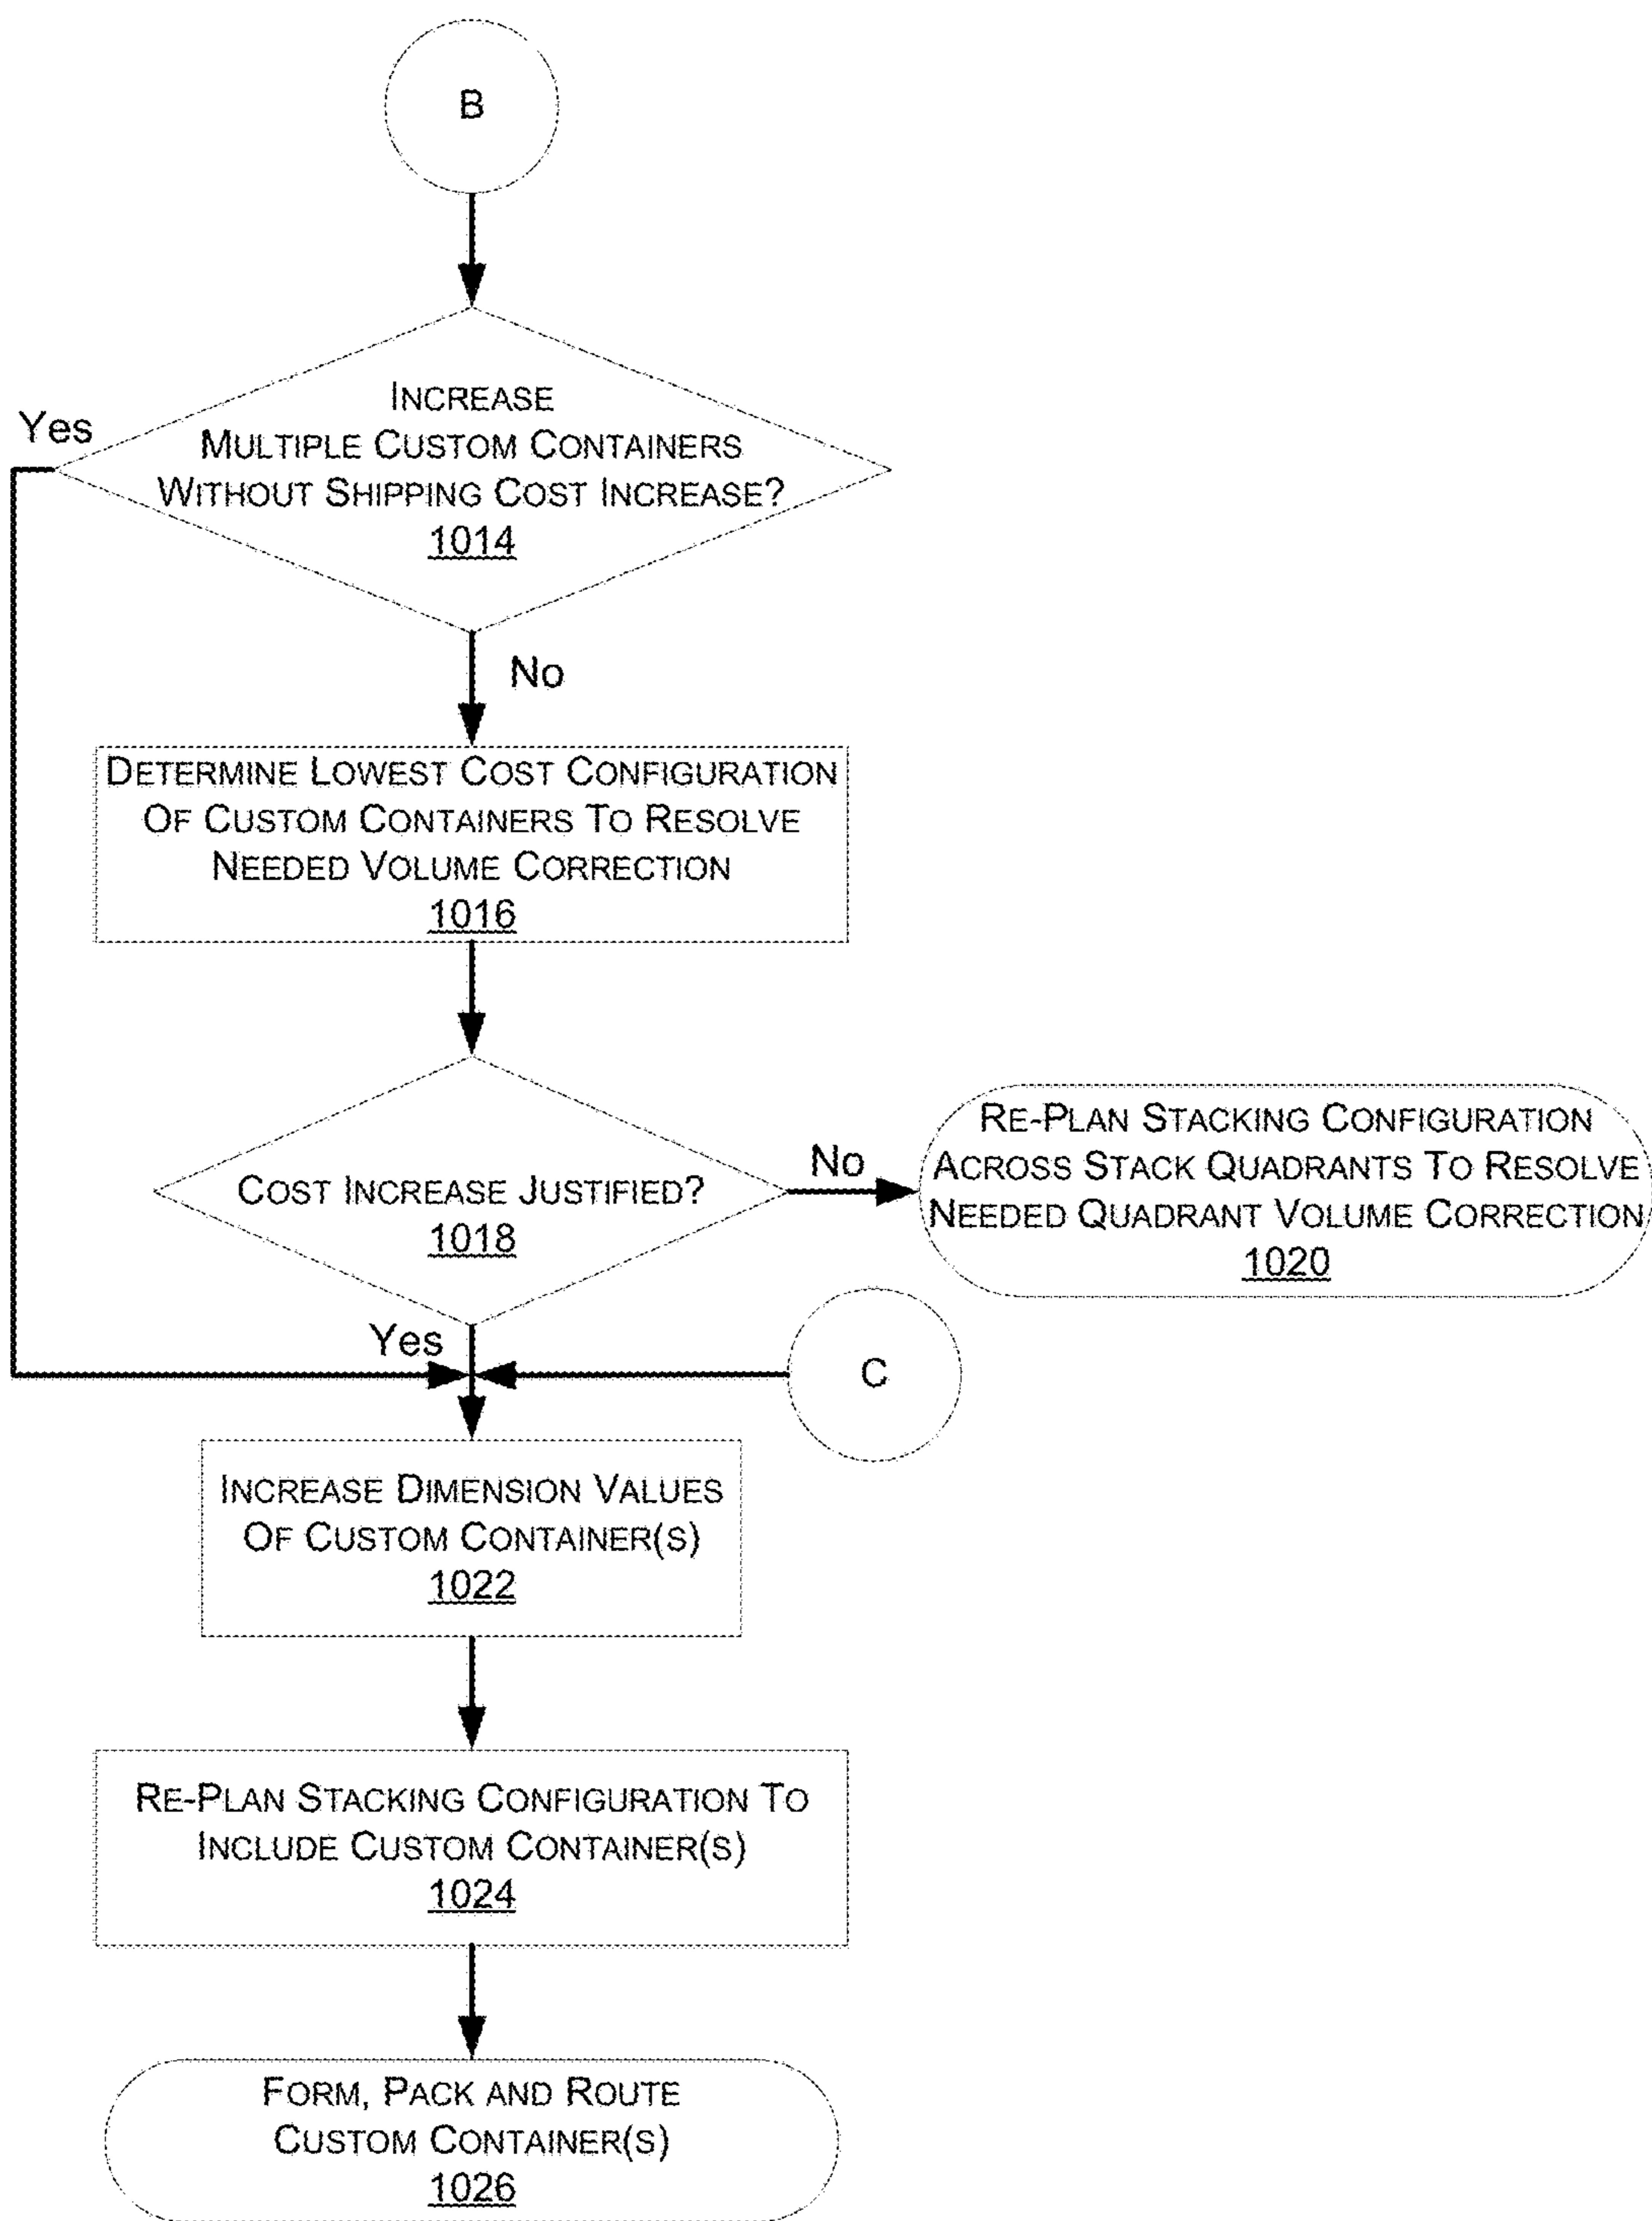 B
INCREASE
MULTIPLE CUSTOM CONTAINERS
WITHOUT SHIPPING COST INCREASE?
1014
Yes
No
DETERMINE LOWEST COST CONFIGURATION
OF CUSTOM CONTAINERS TO RESOLVE
NEEDED VOLUME CORRECTION
1016
COST INCREASE JUSTIFIED?
1018
No
RE-PLAN STACKING CONFIGURATION
ACROSS STACK QUADRANTS TO RESOLVE
NEEDED QUADRANT VOLUME CORRECTION
1020
Yes
C
INCREASE DIMENSION VALUES
OF CUSTOM CONTAINER(S)
1022
RE-PLAN STACKING CONFIGURATION TO
INCLUDE CUSTOM CONTAINER(S)
1024
FORM, PACK AND ROUTE
CUSTOM CONTAINER(S)
1026